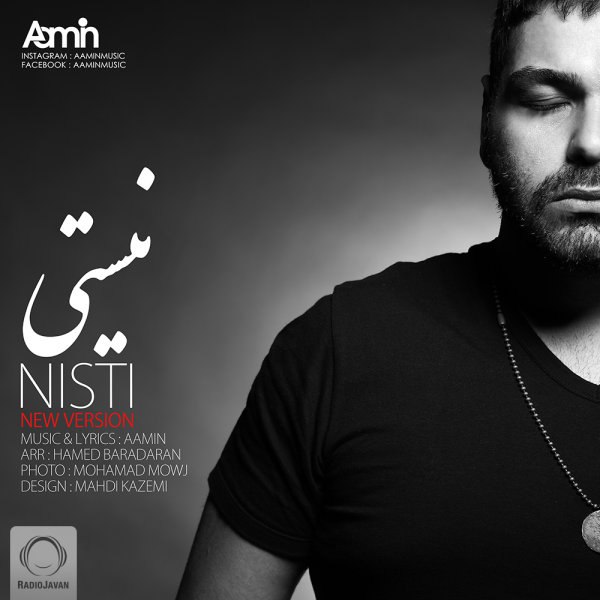 Aamin
INSTAGRAM : AAMINMUSIC
FACEBOOK : AAMINMUSIC
نیستی
NISTI
NEW VERSION
MUSIC & LYRICS : AAMIN
ARR : HAMED BARADARAN
PHOTO : MOHAMAD MOWJ
DESIGN : MAHDI KAZEMI
RADIOJAVAN